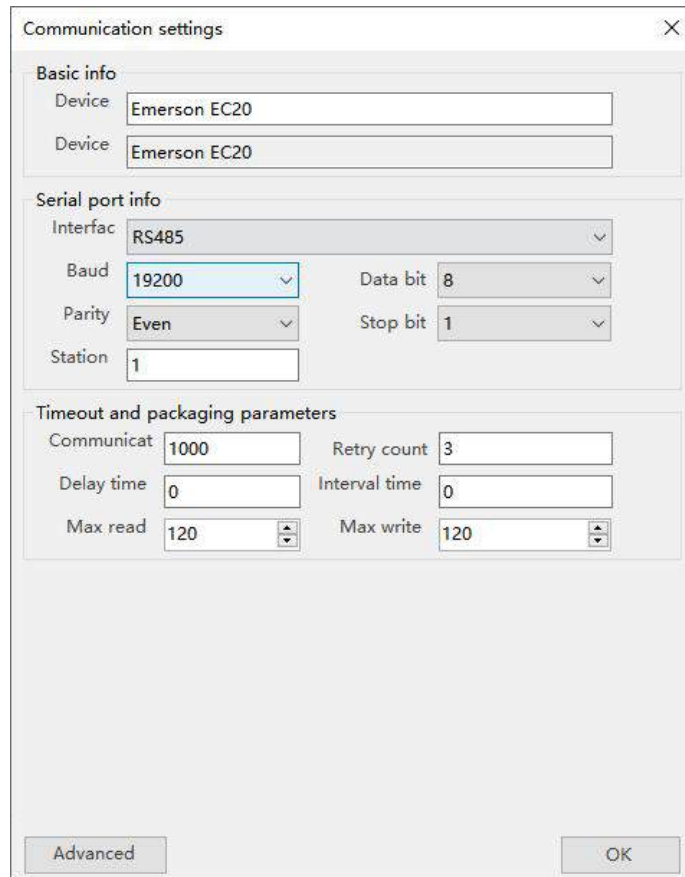 Communication settings
Basic info
Device Emerson EC20
Device Emerson EC20
Serial port info
Interfac RS485
Baud 19200 Data bit 8
Parity Even Stop bit 1
Station 1
Timeout and packaging parameters
Communicat 1000 Retry count 3
Delay time 0 Interval time 0
Max read 120 Max write 120
Advanced OK